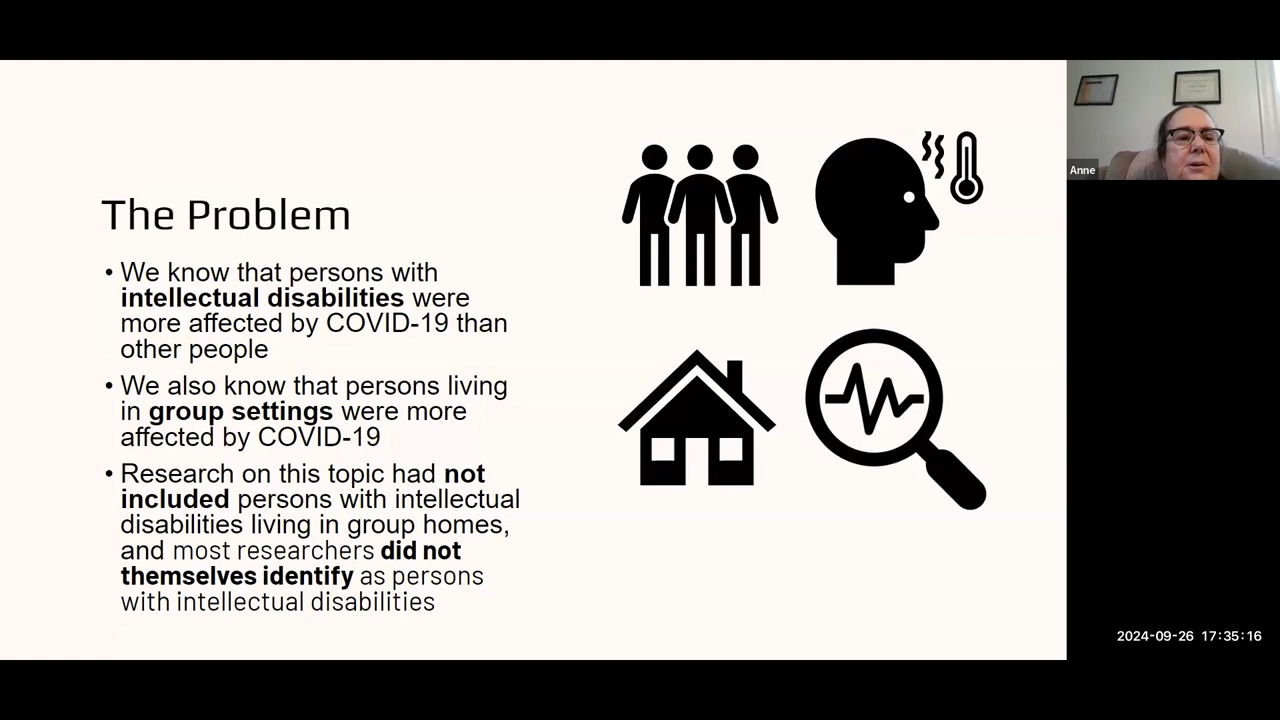 The Problem
• We know that persons with
intellectual disabilities were
more affected by COVID-19 than
other people
• We also know that persons living
in group settings were more
affected by COVID-19
• Research on this topic had not
included persons with intellectual
disabilities living in group homes,
and most researchers did not
themselves identify as persons
with intellectual disabilities
Anne
2024-09-26 17:35:16